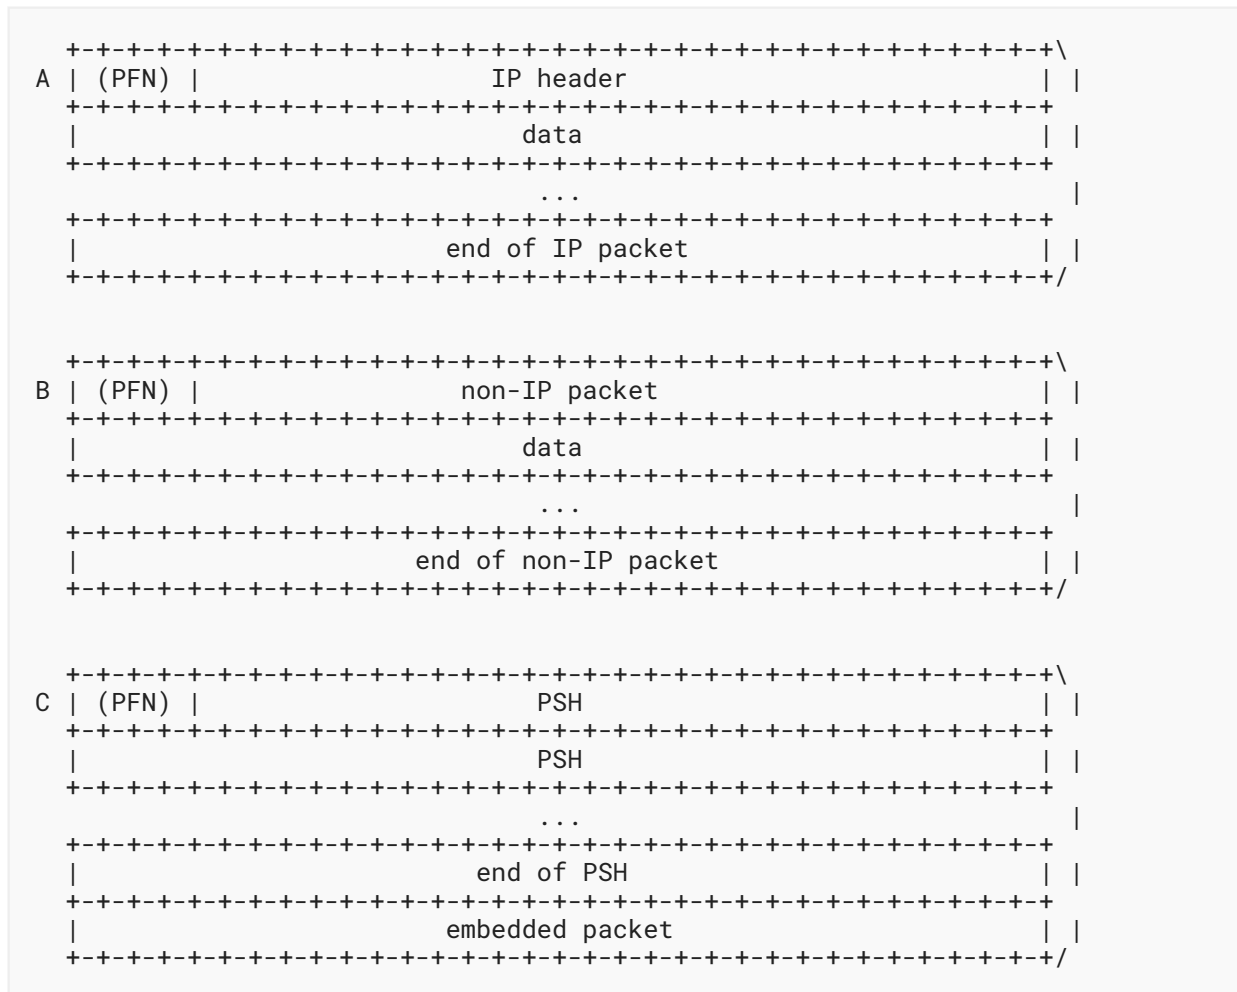 +-+-+-+-+-+-+-+-+-+-+-+-+-+-+-+-+-+-+-+-+-+-+-+-+-+-+-+-+-+-+-+-+\
A | (PFN) |                   IP header                           | |
  +-+-+-+-+-+-+-+-+-+-+-+-+-+-+-+-+-+-+-+-+-+-+-+-+-+-+-+-+-+-+-+-+
  |                             data                              | |
  +-+-+-+-+-+-+-+-+-+-+-+-+-+-+-+-+-+-+-+-+-+-+-+-+-+-+-+-+-+-+-+-+
                                 ...                                |
  +-+-+-+-+-+-+-+-+-+-+-+-+-+-+-+-+-+-+-+-+-+-+-+-+-+-+-+-+-+-+-+-+
  |                        end of IP packet                       | |
  +-+-+-+-+-+-+-+-+-+-+-+-+-+-+-+-+-+-+-+-+-+-+-+-+-+-+-+-+-+-+-+-+/

  +-+-+-+-+-+-+-+-+-+-+-+-+-+-+-+-+-+-+-+-+-+-+-+-+-+-+-+-+-+-+-+-+\
B | (PFN) |                 non-IP packet                         | |
  +-+-+-+-+-+-+-+-+-+-+-+-+-+-+-+-+-+-+-+-+-+-+-+-+-+-+-+-+-+-+-+-+
  |                             data                              | |
  +-+-+-+-+-+-+-+-+-+-+-+-+-+-+-+-+-+-+-+-+-+-+-+-+-+-+-+-+-+-+-+-+
                                 ...                                |
  +-+-+-+-+-+-+-+-+-+-+-+-+-+-+-+-+-+-+-+-+-+-+-+-+-+-+-+-+-+-+-+-+
  |                      end of non-IP packet                     | |
  +-+-+-+-+-+-+-+-+-+-+-+-+-+-+-+-+-+-+-+-+-+-+-+-+-+-+-+-+-+-+-+-+/

  +-+-+-+-+-+-+-+-+-+-+-+-+-+-+-+-+-+-+-+-+-+-+-+-+-+-+-+-+-+-+-+-+\
C | (PFN) |                      PSH                              | |
  +-+-+-+-+-+-+-+-+-+-+-+-+-+-+-+-+-+-+-+-+-+-+-+-+-+-+-+-+-+-+-+-+
  |                              PSH                              | |
  +-+-+-+-+-+-+-+-+-+-+-+-+-+-+-+-+-+-+-+-+-+-+-+-+-+-+-+-+-+-+-+-+
                                 ...                                |
  +-+-+-+-+-+-+-+-+-+-+-+-+-+-+-+-+-+-+-+-+-+-+-+-+-+-+-+-+-+-+-+-+
  |                          end of PSH                           | |
  +-+-+-+-+-+-+-+-+-+-+-+-+-+-+-+-+-+-+-+-+-+-+-+-+-+-+-+-+-+-+-+-+
  |                        embedded packet                        | |
  +-+-+-+-+-+-+-+-+-+-+-+-+-+-+-+-+-+-+-+-+-+-+-+-+-+-+-+-+-+-+-+-+/